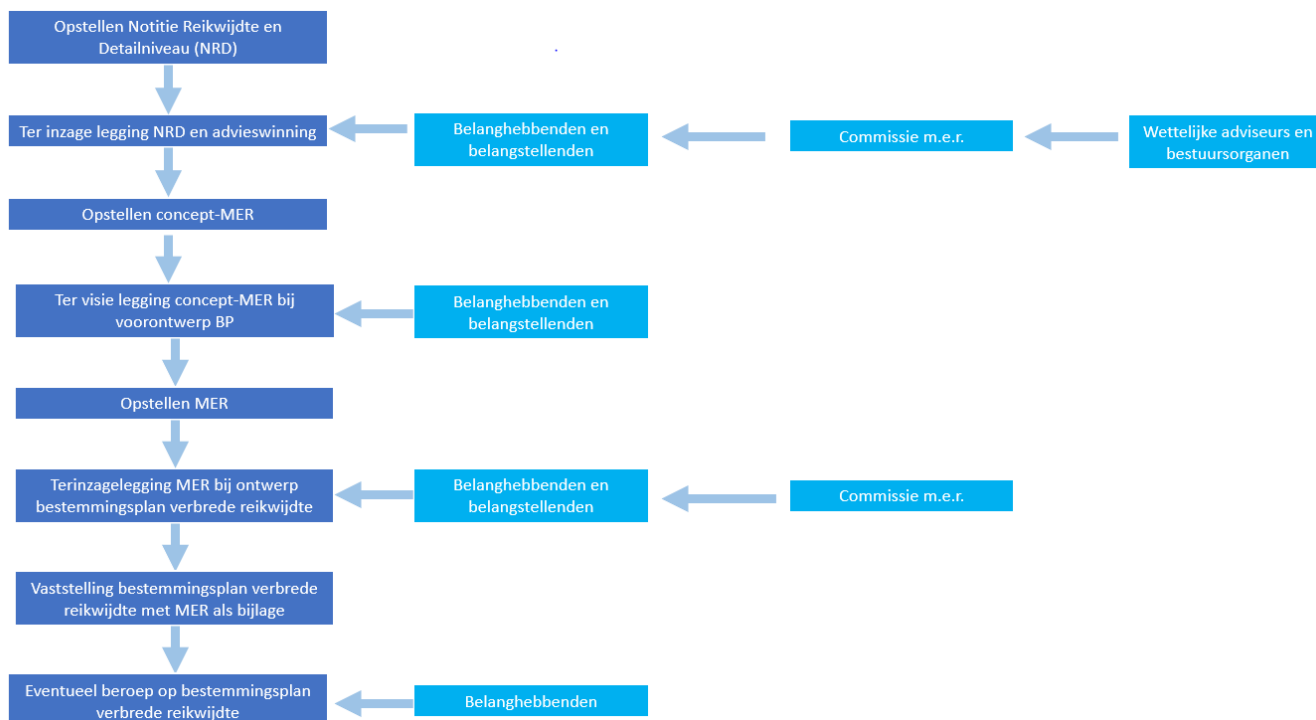 Opstellen Notitie Reikwijdte en
Detailniveau (NRD)
Ter inzage legging NRD en advieswinning
Belanghebbenden en
belangstellenden
Commissie m.e.r.
Wettelijke adviseurs en
bestuursorganen
Opstellen concept-MER
Ter visie legging concept-MER bij
voorontwerp BP
Belanghebbenden en
belangstellenden
Opstellen MER
Terinzagelegging MER bij ontwerp
bestemmingsplan verbrede reikwijdte
Belanghebbenden en
belangstellenden
Commissie m.e.r.
Vaststelling bestemmingsplan verbrede
reikwijdte met MER als bijlage
Eventueel beroep op bestemmingsplan
verbrede reikwijdte
Belanghebbenden